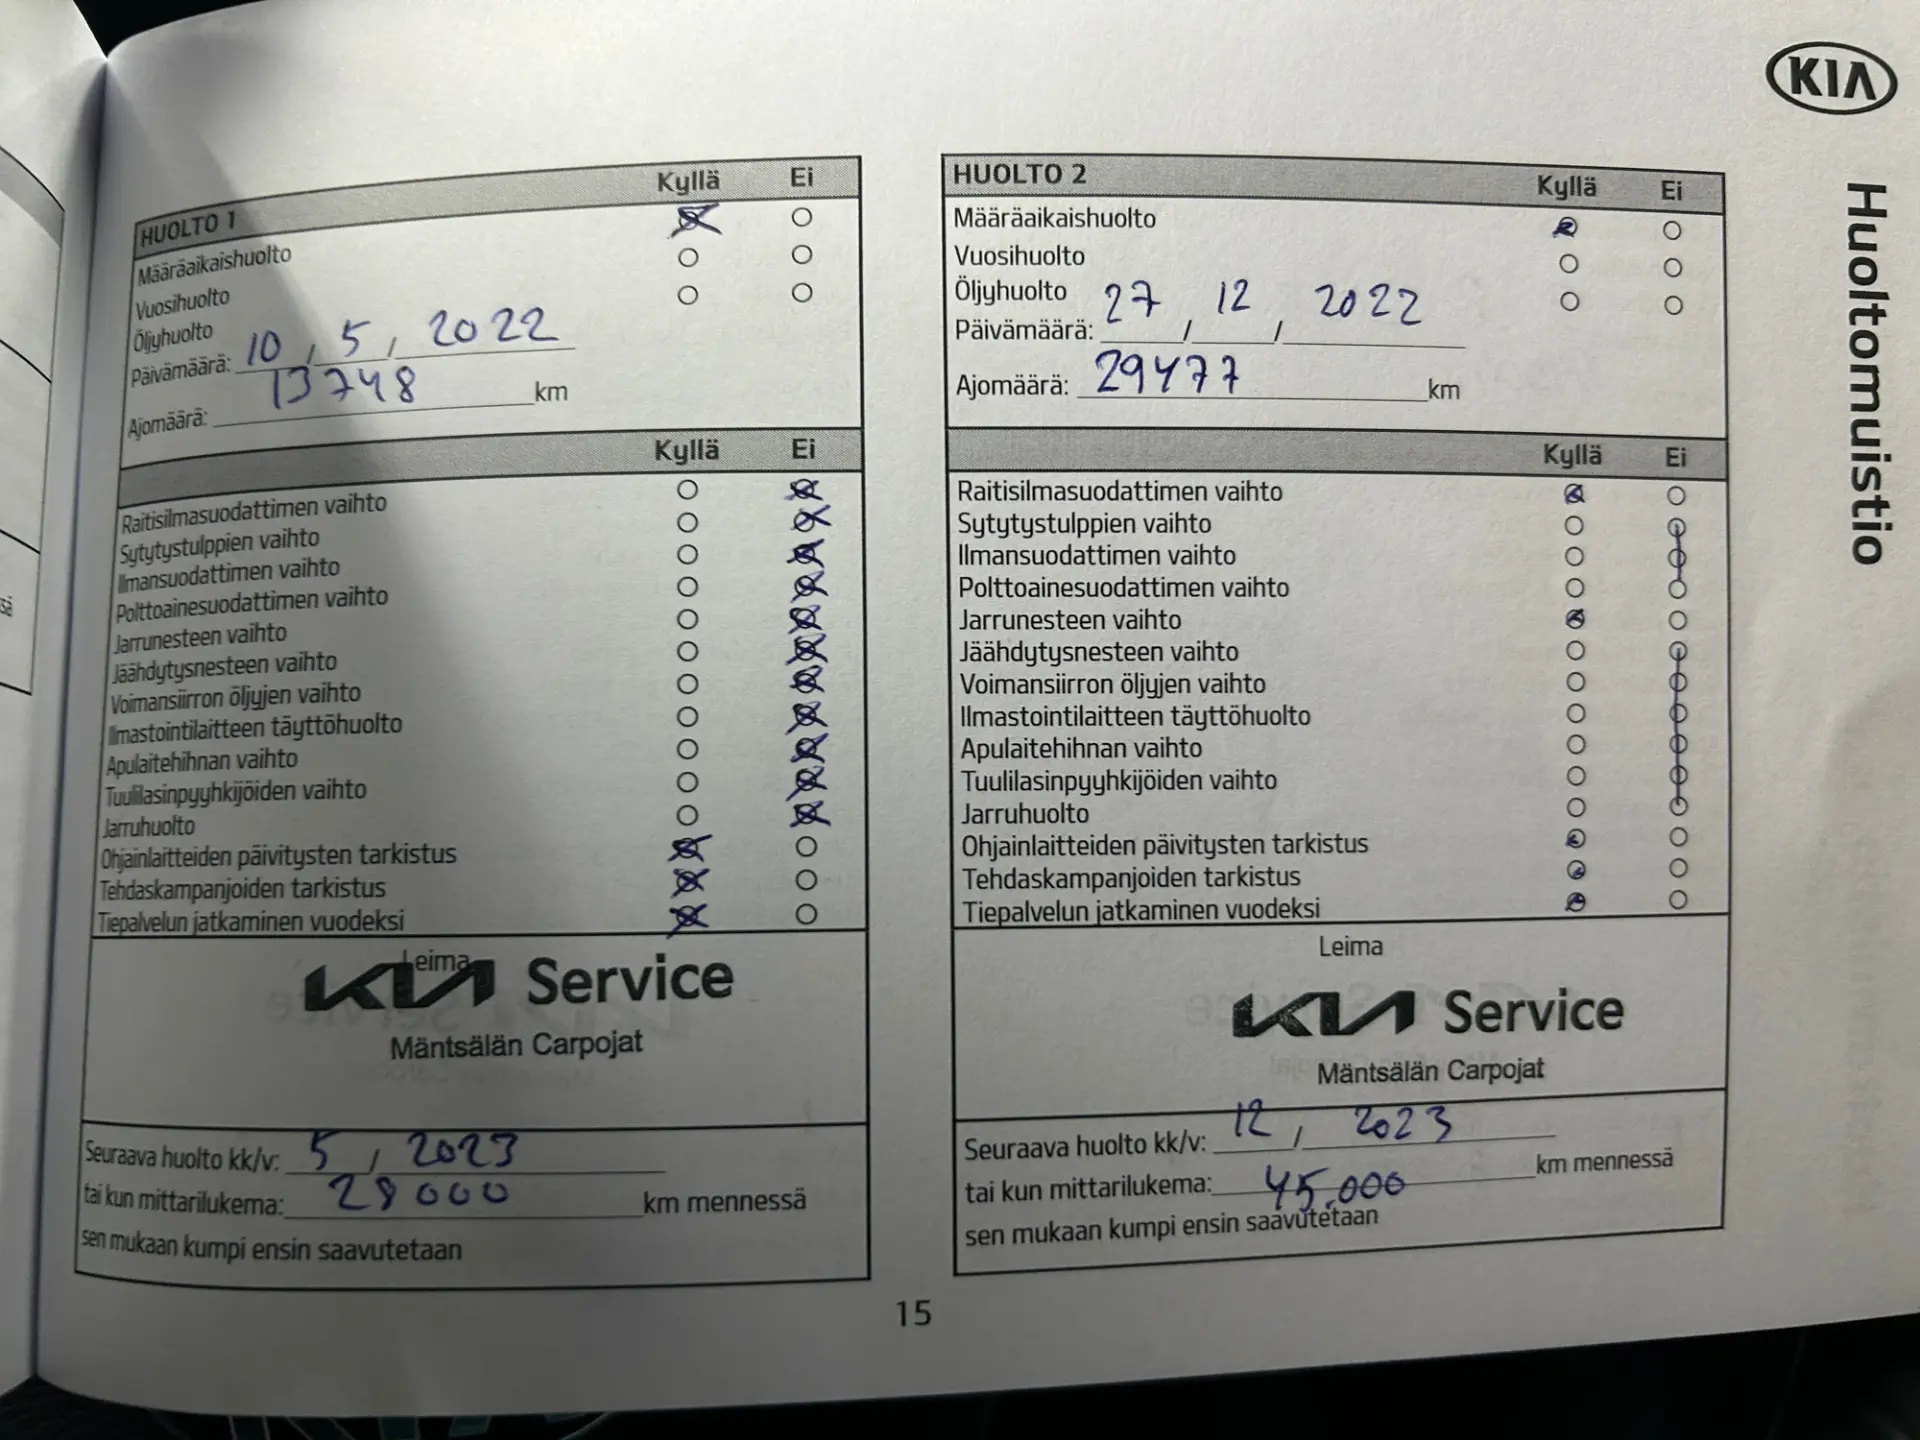 KIA
Huoltomuistio
HUOLTO 1 Kyllä Ei
Määräaikaishuolto
Vuosihuolto
Öljyhuolto
Päivämäärä: 10 / 5 / 2022
Ajomäärä: 13748 km
Kyllä Ei
Raitisilmasuodattimen vaihto
Sytytystulppien vaihto
Ilmansuodattimen vaihto
Polttoainesuodattimen vaihto
Jarrunesteen vaihto
Jäähdytysnesteen vaihto
Voimansiirron öljyjen vaihto
Ilmastointilaitteen täyttöhuolto
Apulaitehihnan vaihto
Tuulilasinpyyhkijöiden vaihto
Jarruhuolto
Ohjainlaitteiden päivitysten tarkistus
Tehdaskampanjoiden tarkistus
Tiepalvelun jatkaminen vuodeksi
Leima
KIA Service
Mäntsälän Carpojat
Seuraava huolto kk/v: 5 / 2023
tai kun mittarilukema: 28000 km mennessä
sen mukaan kumpi ensin saavutetaan
HUOLTO 2 Kyllä Ei
Määräaikaishuolto
Vuosihuolto
Öljyhuolto
Päivämäärä: 27 / 12 / 2022
Ajomäärä: 29477 km
Kyllä Ei
Raitisilmasuodattimen vaihto
Sytytystulppien vaihto
Ilmansuodattimen vaihto
Polttoainesuodattimen vaihto
Jarrunesteen vaihto
Jäähdytysnesteen vaihto
Voimansiirron öljyjen vaihto
Ilmastointilaitteen täyttöhuolto
Apulaitehihnan vaihto
Tuulilasinpyyhkijöiden vaihto
Jarruhuolto
Ohjainlaitteiden päivitysten tarkistus
Tehdaskampanjoiden tarkistus
Tiepalvelun jatkaminen vuodeksi
Leima
KIA Service
Mäntsälän Carpojat
Seuraava huolto kk/v: 12 / 2023
tai kun mittarilukema: 45.000 km mennessä
sen mukaan kumpi ensin saavutetaan
15